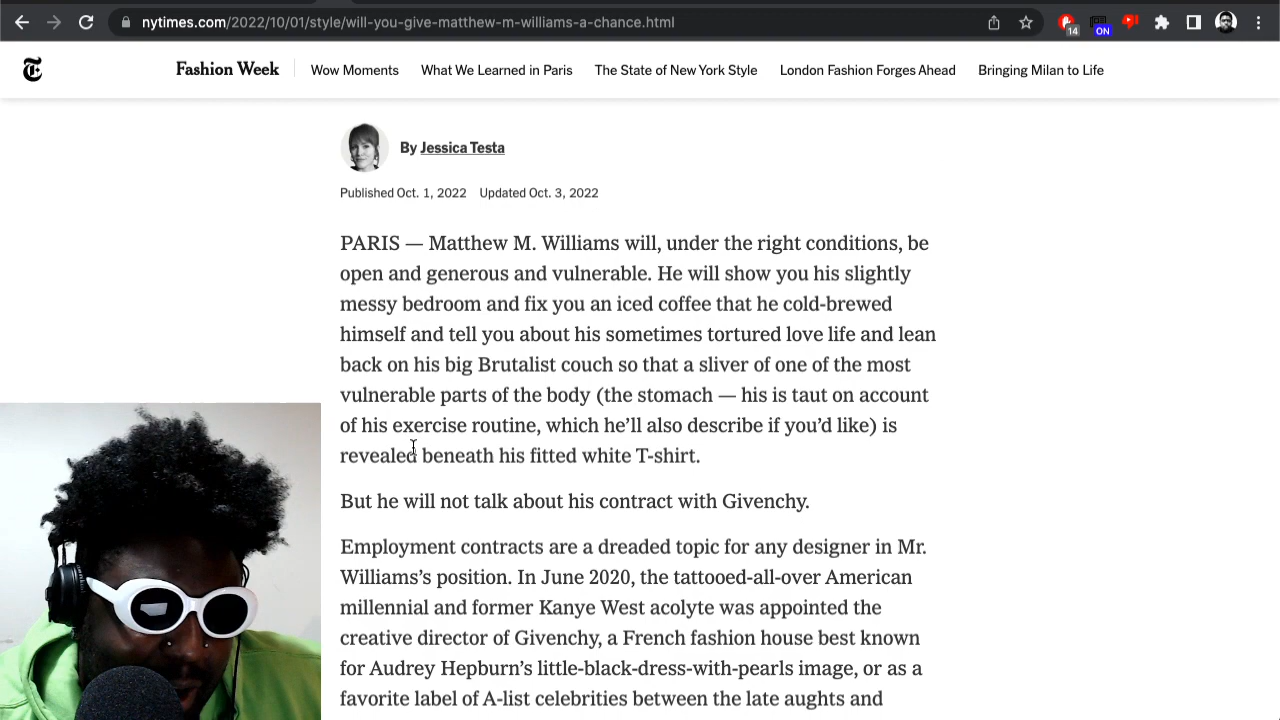 nytimes.com/2022/10/01/style/will-you-give-matthew-m-williams-a-chance.html
14
ON
T
Fashion Week
Wow Moments
What We Learned in Paris
The State of New York Style
London Fashion Forges Ahead
Bringing Milan to Life
By Jessica Testa
Published Oct. 1, 2022 Updated Oct. 3, 2022
PARIS — Matthew M. Williams will, under the right conditions, be
open and generous and vulnerable. He will show you his slightly
messy bedroom and fix you an iced coffee that he cold-brewed
himself and tell you about his sometimes tortured love life and lean
back on his big Brutalist couch so that a sliver of one of the most
vulnerable parts of the body (the stomach — his is taut on account
of his exercise routine, which he’ll also describe if you’d like) is
revealed beneath his fitted white T-shirt.
But he will not talk about his contract with Givenchy.
Employment contracts are a dreaded topic for any designer in Mr.
Williams’s position. In June 2020, the tattooed-all-over American
millennial and former Kanye West acolyte was appointed the
creative director of Givenchy, a French fashion house best known
for Audrey Hepburn’s little-black-dress-with-pearls image, or as a
favorite label of A-list celebrities between the late aughts and